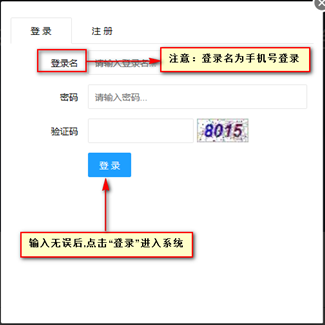 登 录 注 册
登录名 请输入登录名 注意：登录名为手机号登录
密码 请输入密码...
验证码 8015
登 录
输入无误后,点击“登录”进入系统